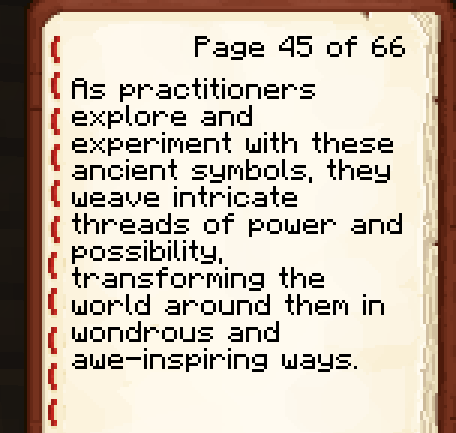 Page 45 of 66
As practitioners
explore and
experiment with these
ancient symbols, they
weave intricate
threads of power and
possibility,
transforming the
world around them in
wondrous and
awe-inspiring ways.